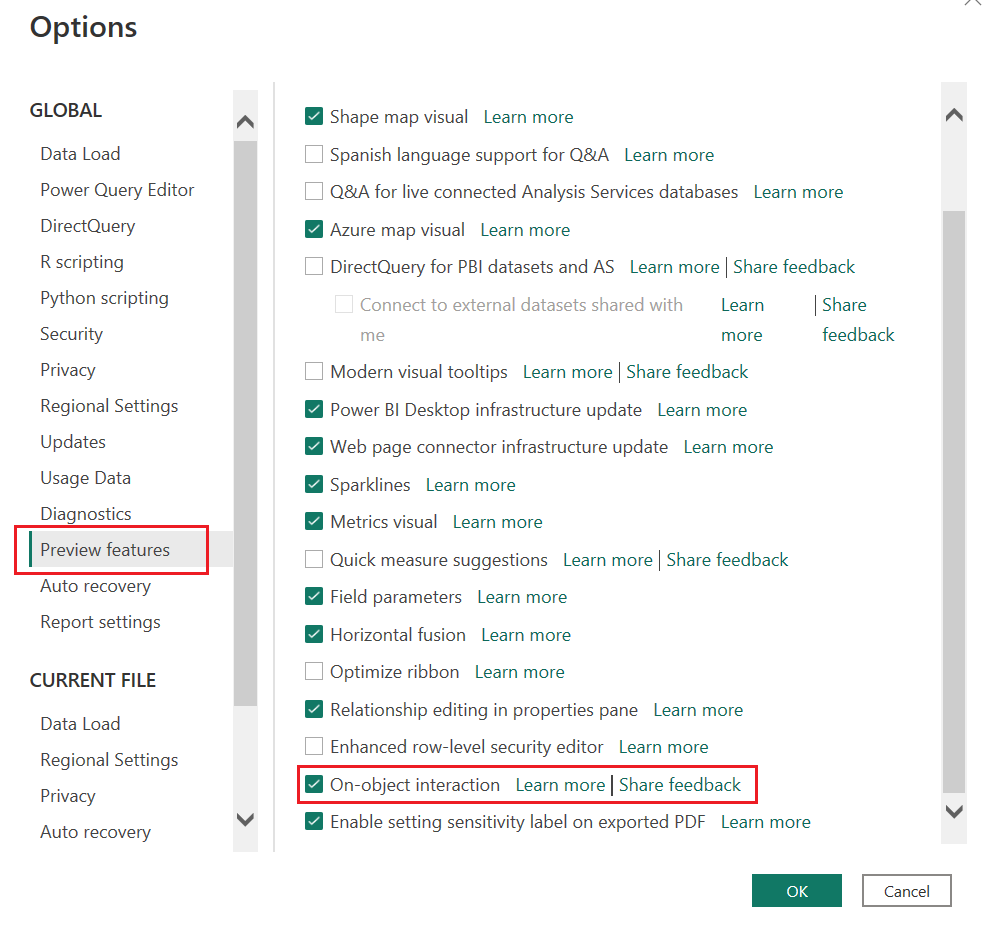 Options
GLOBAL
Data Load
Power Query Editor
DirectQuery
R scripting
Python scripting
Security
Privacy
Regional Settings
Updates
Usage Data
Diagnostics
Preview features
Auto recovery
Report settings
CURRENT FILE
Data Load
Regional Settings
Privacy
Auto recovery
Shape map visual Learn more
Spanish language support for Q&A Learn more
Q&A for live connected Analysis Services databases Learn more
Azure map visual Learn more
DirectQuery for PBI datasets and AS Learn more | Share feedback
Connect to external datasets shared with Learn | Share
me more feedback
Modern visual tooltips Learn more | Share feedback
Power BI Desktop infrastructure update Learn more
Web page connector infrastructure update Learn more
Sparklines Learn more
Metrics visual Learn more
Quick measure suggestions Learn more | Share feedback
Field parameters Learn more
Horizontal fusion Learn more
Optimize ribbon Learn more
Relationship editing in properties pane Learn more
Enhanced row-level security editor Learn more
On-object interaction Learn more | Share feedback
Enable setting sensitivity label on exported PDF Learn more
OK Cancel